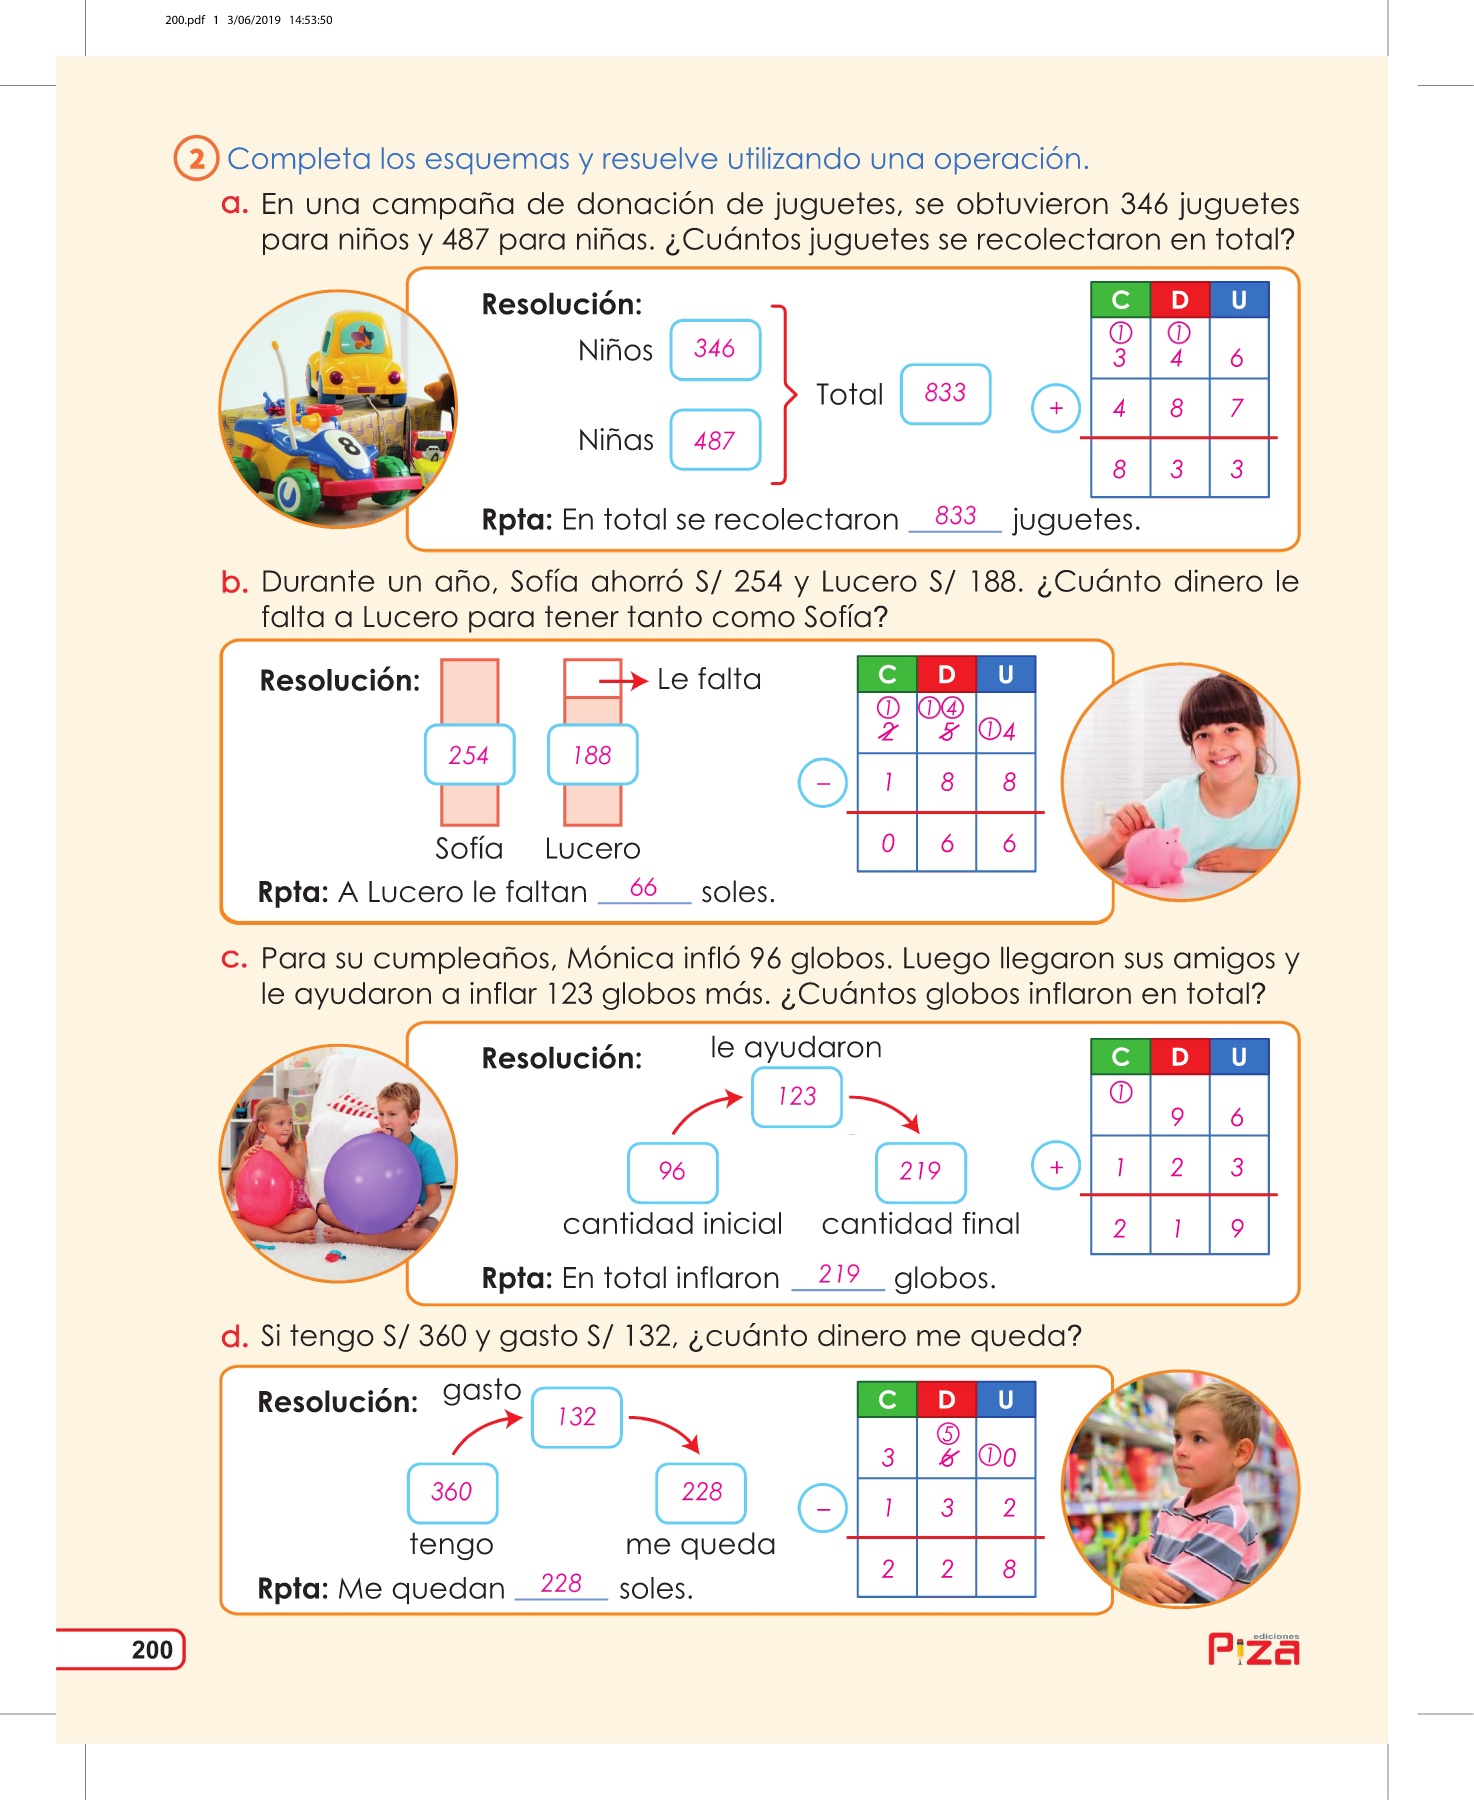 200.pdf 1 3/06/2019 14:53:50
2 Completa los esquemas y resuelve utilizando una operación.
a. En una campaña de donación de juguetes, se obtuvieron 346 juguetes
para niños y 487 para niñas. ¿Cuántos juguetes se recolectaron en total?
Resolución:
Niños 346
Niñas 487
Total 833
C D U
1 1
3 4 6
+ 4 8 7
8 3 3
Rpta: En total se recolectaron 833 juguetes.
b. Durante un año, Sofía ahorró S/ 254 y Lucero S/ 188. ¿Cuánto dinero le
falta a Lucero para tener tanto como Sofía?
Resolución:
Le falta
254 188
Sofía Lucero
C D U
1 14
2 5 14
– 1 8 8
0 6 6
Rpta: A Lucero le faltan 66 soles.
c. Para su cumpleaños, Mónica infló 96 globos. Luego llegaron sus amigos y
le ayudaron a inflar 123 globos más. ¿Cuántos globos inflaron en total?
Resolución:
le ayudaron
123
96 219
cantidad inicial cantidad final
C D U
1
9 6
+ 1 2 3
2 1 9
Rpta: En total inflaron 219 globos.
d. Si tengo S/ 360 y gasto S/ 132, ¿cuánto dinero me queda?
Resolución:
gasto
132
360 228
tengo me queda
C D U
5
3 6 10
– 1 3 2
2 2 8
Rpta: Me quedan 228 soles.
200
ediciones
Piza
8